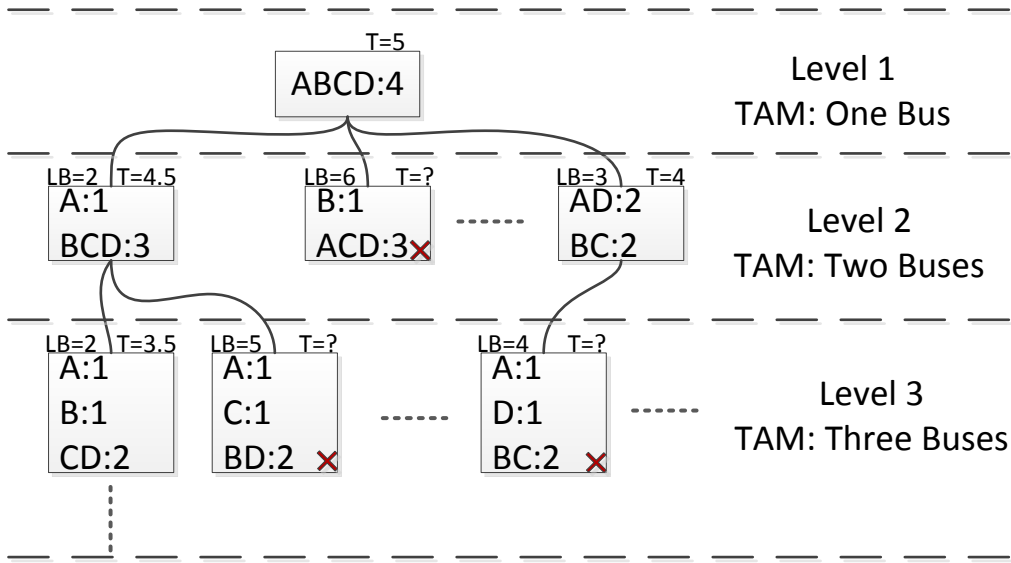 T=5
ABCD:4
Level 1
TAM: One Bus
LB=2 T=4.5
A:1
BCD:3
LB=6 T=?
B:1
ACD:3
LB=3 T=4
AD:2
BC:2
Level 2
TAM: Two Buses
LB=2 T=3.5
A:1
B:1
CD:2
LB=5 T=?
A:1
C:1
BD:2
LB=4 T=?
A:1
D:1
BC:2
Level 3
TAM: Three Buses